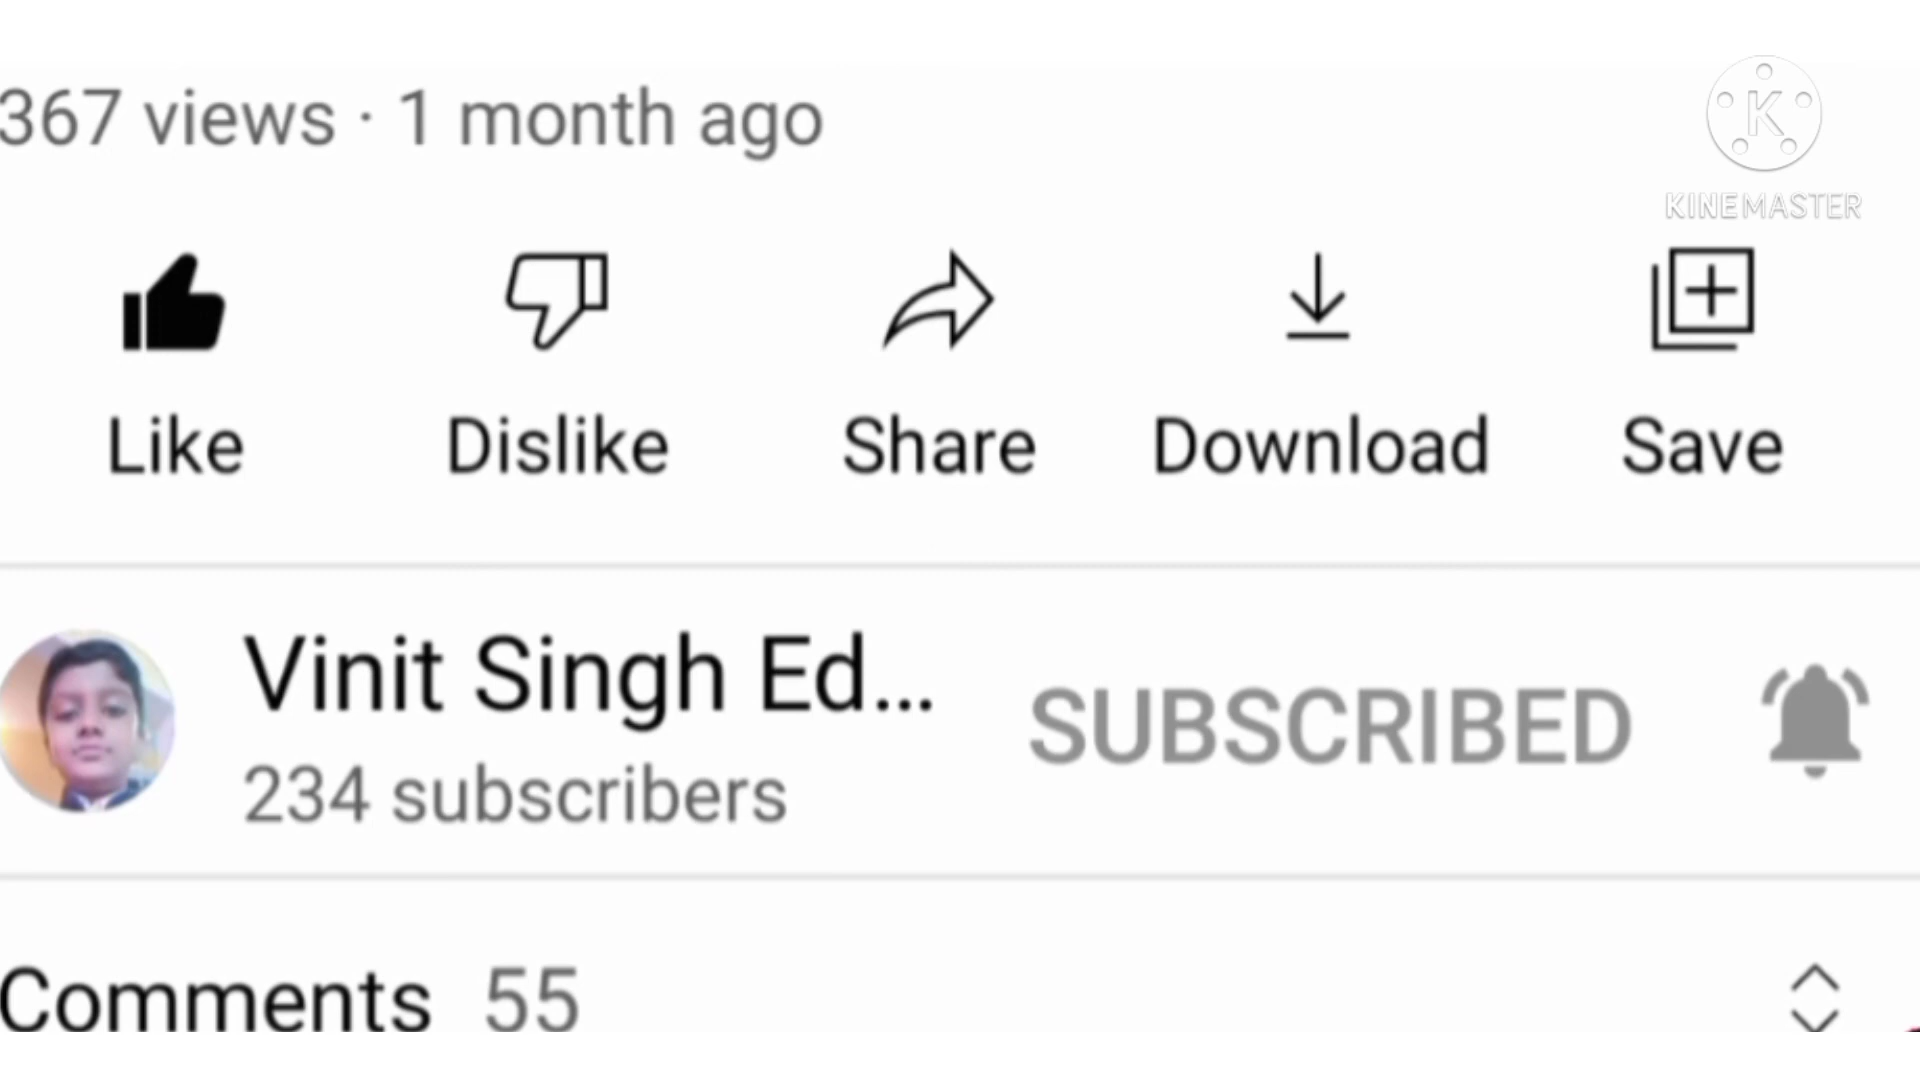 367 views · 1 month ago
K
KINEMASTER
Like Dislike Share Download Save
Vinit Singh Ed...
SUBSCRIBED
234 subscribers
Comments 55